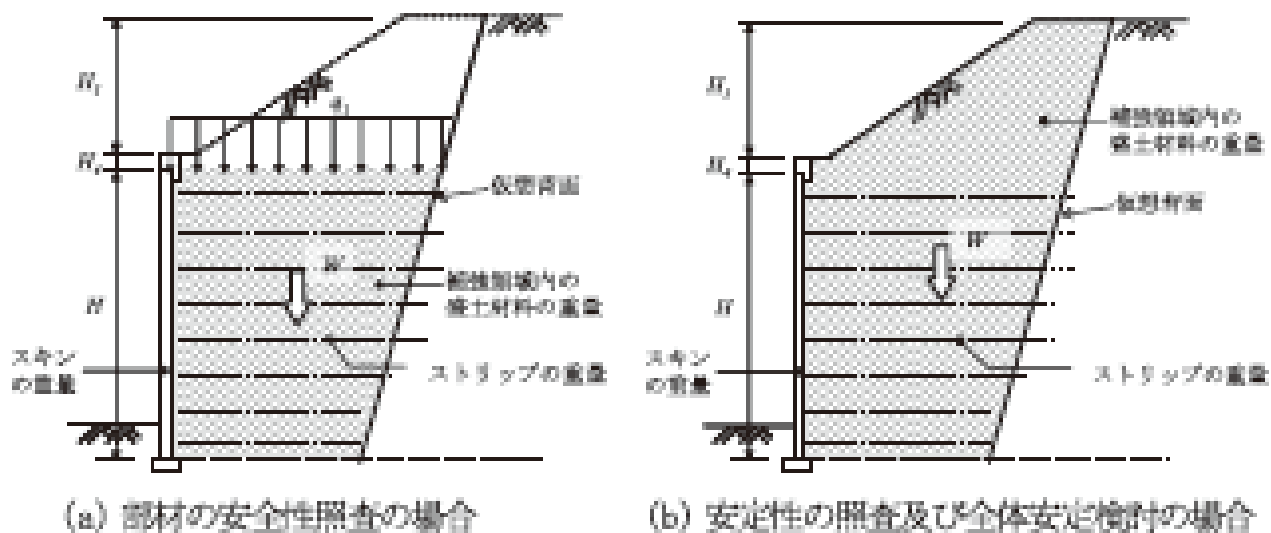 H₁
W
H
仮想背面
補強領域内の
盛土材料の重量
スキン
の重量
ストリップの重量
(a) 部材の安全性照査の場合
W
H
補強領域内の
盛土材料の重量
仮想背面
スキン
の重量
ストリップの重量
(b) 安定性の照査及び全体安定検討の場合